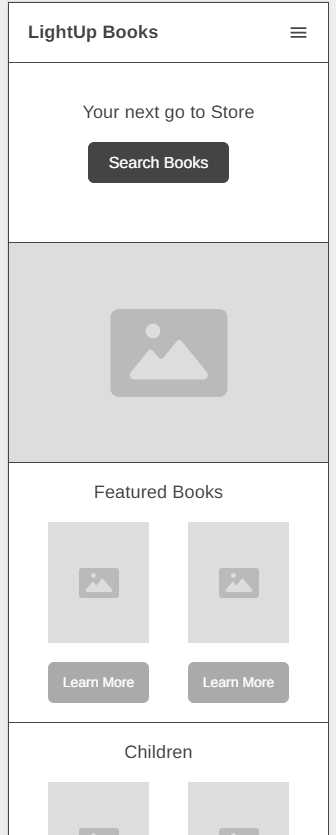 LightUp Books
Your next go to Store
Search Books
Featured Books
Learn More
Learn More
Children